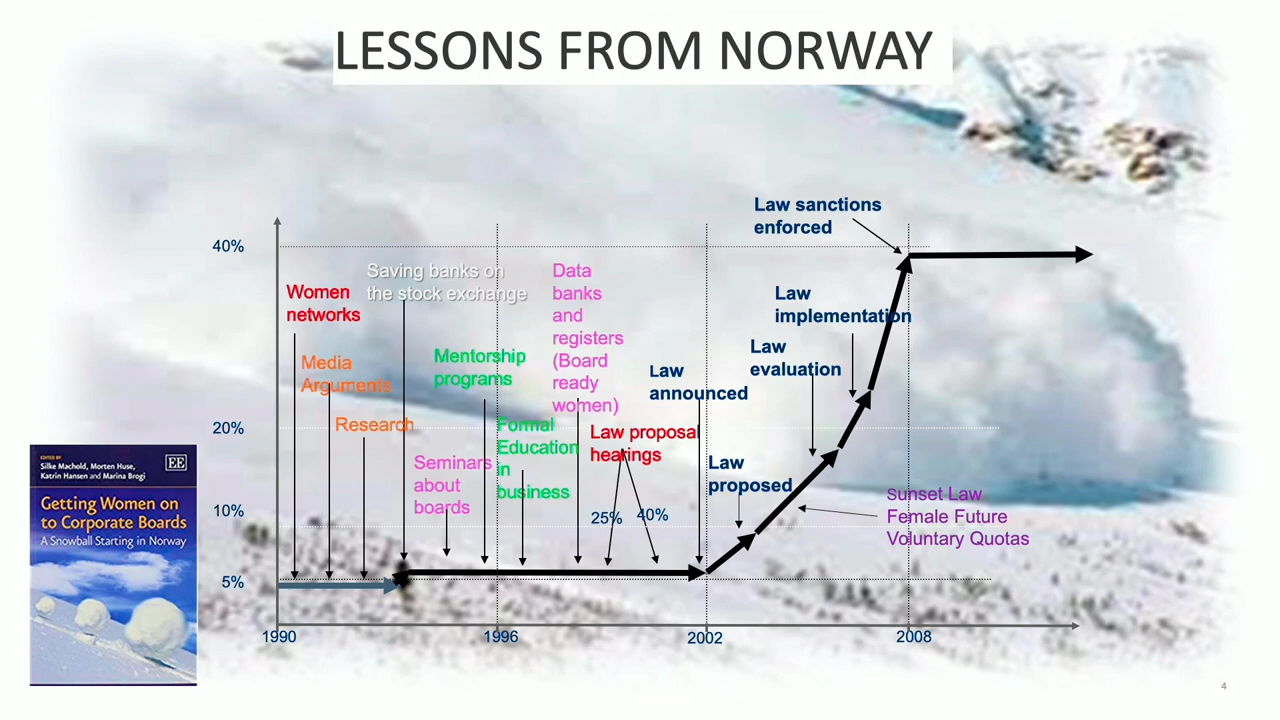 LESSONS FROM NORWAY
Law sanctions
enforced
40%
Saving banks on
the stock exchange
Data
banks
and
registers
(Board
ready
women)
Women
networks
Law
implementation
Media
Arguments
Mentorship
programs
Law
evaluation
Law
announced
Research
20%
Formal
Education
in
business
Law proposal
hearings
Seminars
about
boards
Law
proposed
25%
40%
10%
Sunset Law
Female Future
Voluntary Quotas
5%
1990
1996
2002
2008
EDITED BY
Silke Machold, Morten Huse,
Katrin Hansen and Marina Brogi
EE
Getting Women on
to Corporate Boards
A Snowball Starting in Norway
4